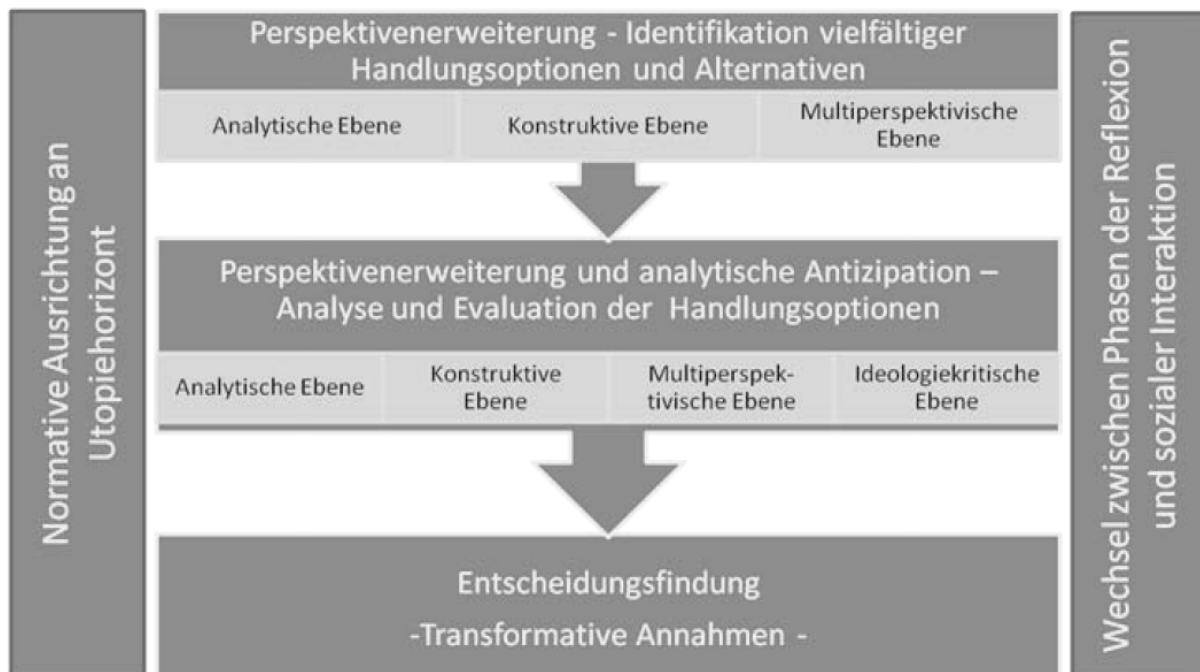 Normative Ausrichtung an
Utopiehorizont
Perspektivenerweiterung - Identifikation vielfältiger
Handlungsoptionen und Alternativen
Analytische Ebene
Konstruktive Ebene
Multiperspektivische
Ebene
Perspektivenerweiterung und analytische Antizipation –
Analyse und Evaluation der Handlungsoptionen
Analytische Ebene
Konstruktive
Ebene
Multiperspek-
tivische Ebene
Ideologiekritische
Ebene
Entscheidungsfindung
-Transformative Annahmen -
Wechsel zwischen Phasen der Reflexion
und sozialer Interaktion